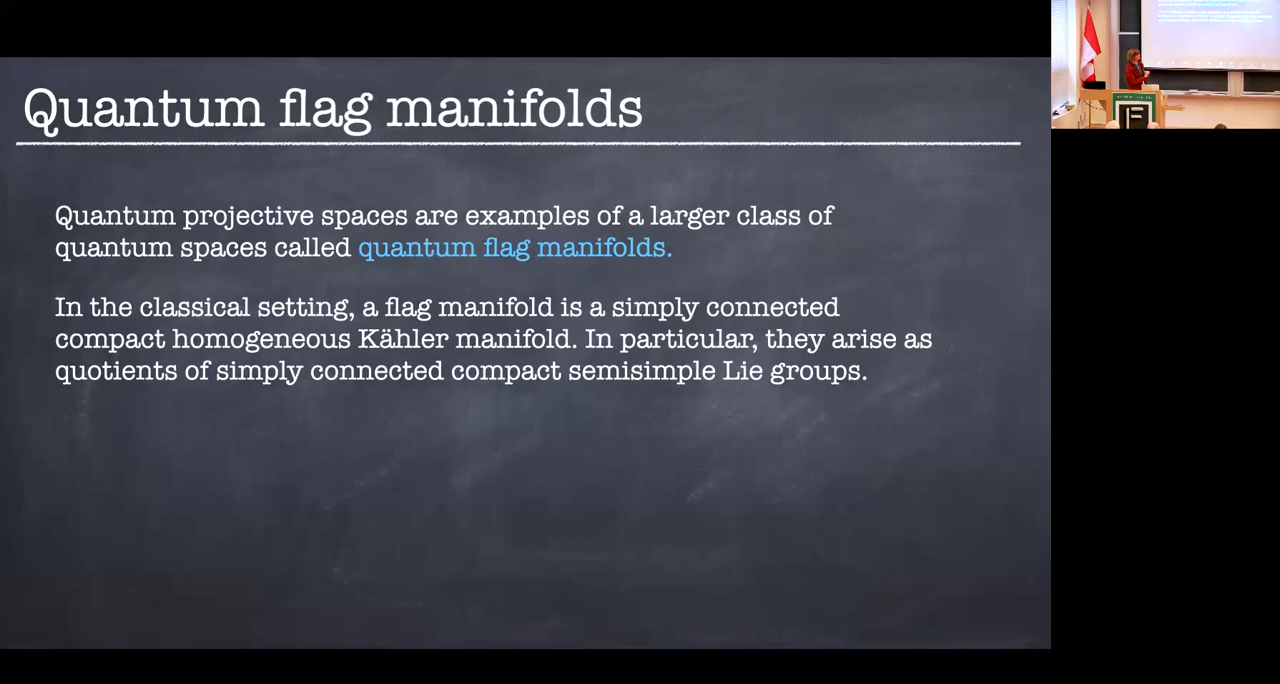 Quantum flag manifolds
Quantum projective spaces are examples of a larger class of
quantum spaces called quantum flag manifolds.
In the classical setting, a flag manifold is a simply connected
compact homogeneous Kähler manifold. In particular, they arise as
quotients of simply connected compact semisimple Lie groups.